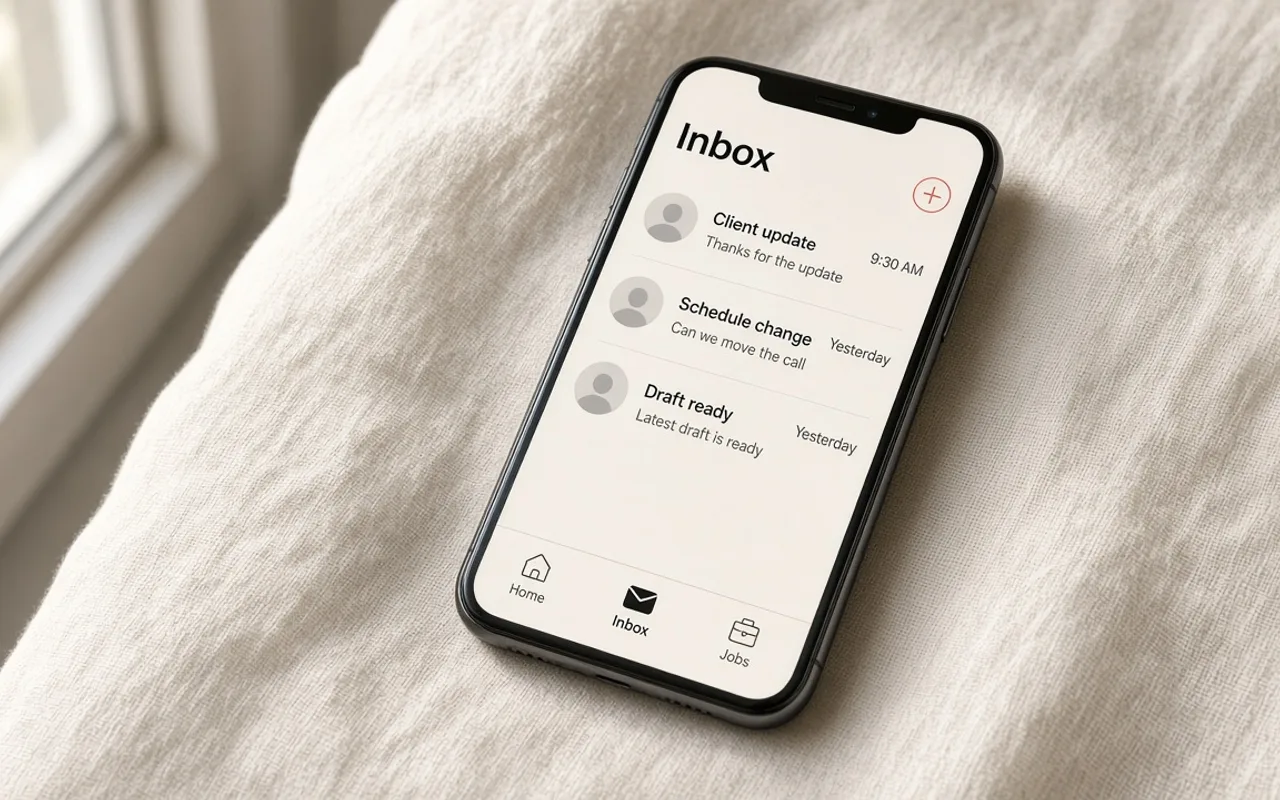 Inbox
Client update
Thanks for the update
9:30 AM
Schedule change
Can we move the call
Yesterday
Draft ready
Latest draft is ready
Yesterday
Home
Inbox
Jobs